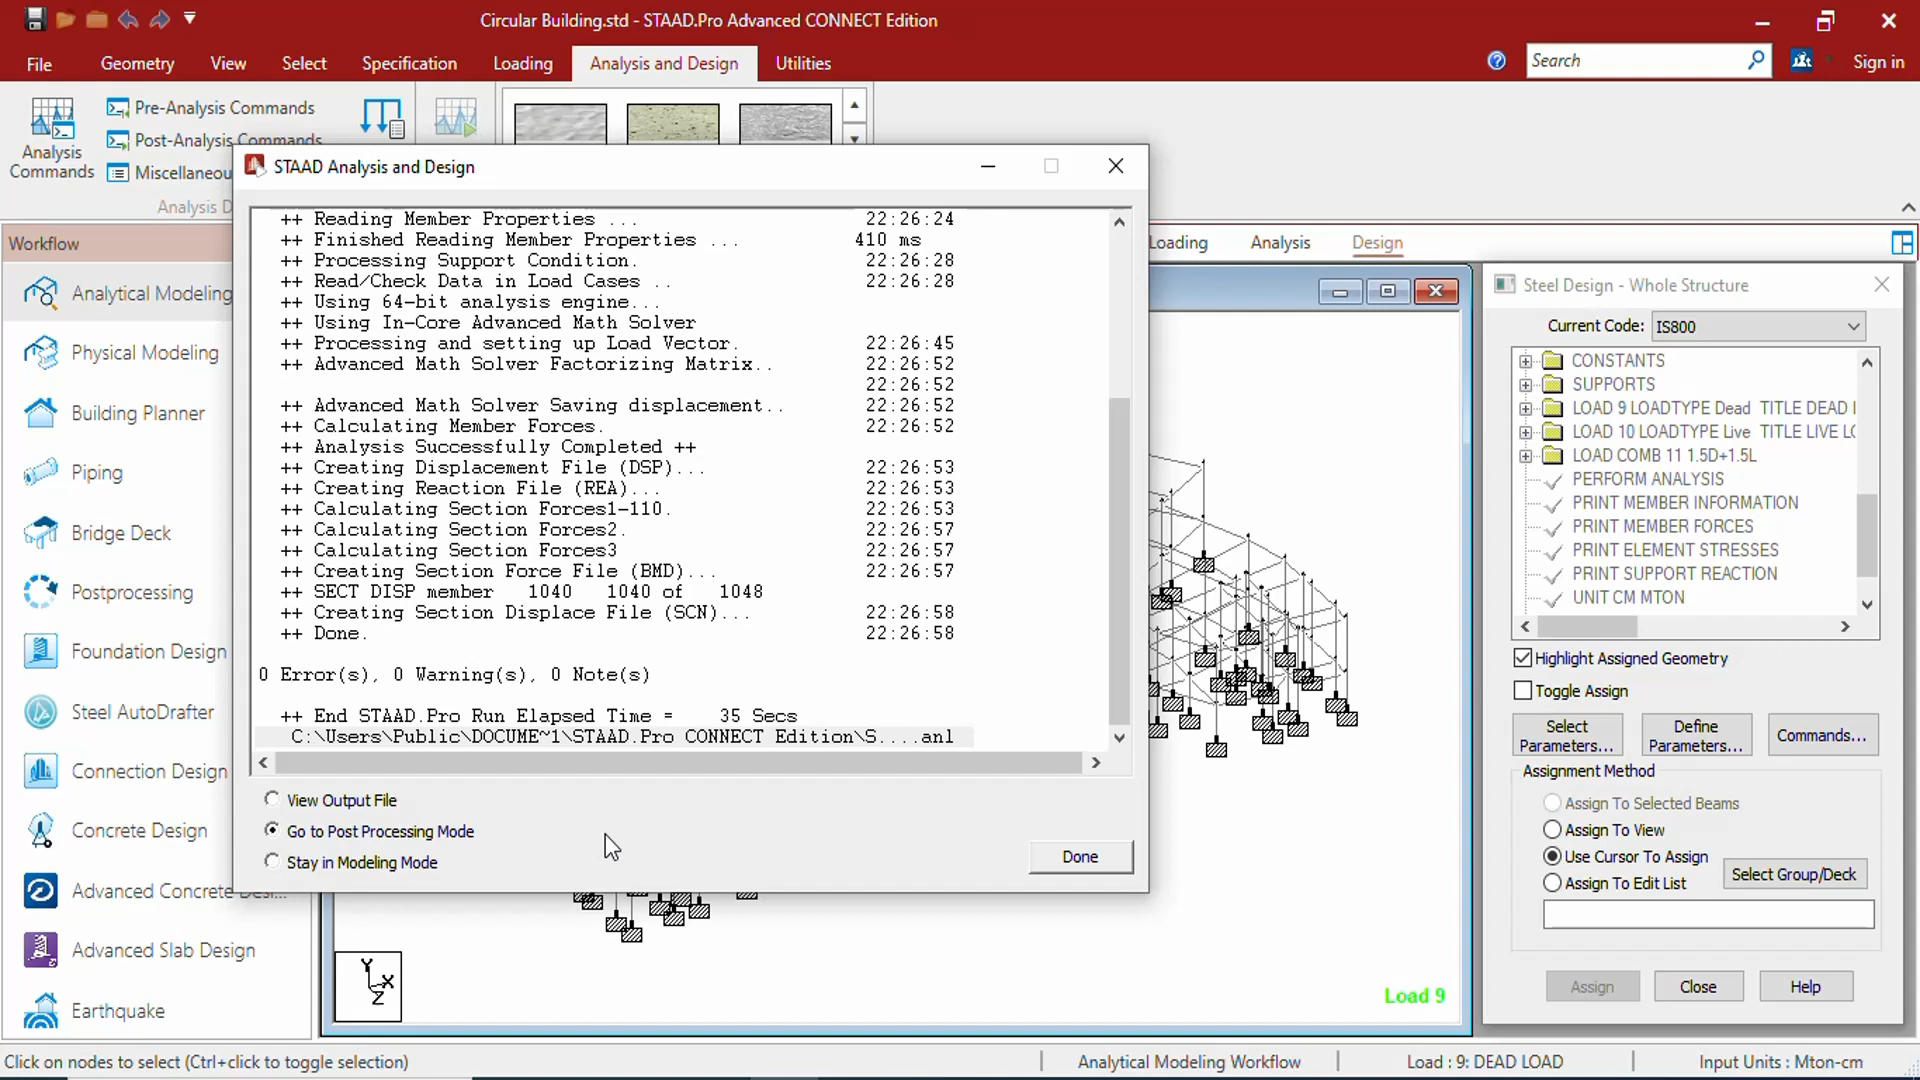 Circular Building.std - STAAD.Pro Advanced CONNECT Edition
File
Geometry
View
Select
Specification
Loading
Analysis and Design
Utilities
Search
Sign in
Analysis
Commands
Pre-Analysis Commands
Post-Analysis Commands
Miscellaneou
Analysis D
Workflow
Analytical Modeling
Physical Modeling
Building Planner
Piping
Bridge Deck
Postprocessing
Foundation Design
Steel AutoDrafter
Connection Design
Concrete Design
Advanced Concrete Desi...
Advanced Slab Design
Earthquake
STAAD Analysis and Design
++ Reading Member Properties ... 22:26:24
++ Finished Reading Member Properties ... 410 ms
++ Processing Support Condition. 22:26:28
++ Read/Check Data in Load Cases .. 22:26:28
++ Using 64-bit analysis engine...
++ Using In-Core Advanced Math Solver
++ Processing and setting up Load Vector. 22:26:45
++ Advanced Math Solver Factorizing Matrix.. 22:26:52
22:26:52
++ Advanced Math Solver Saving displacement.. 22:26:52
++ Calculating Member Forces. 22:26:52
++ Analysis Successfully Completed ++
++ Creating Displacement File (DSP)... 22:26:53
++ Creating Reaction File (REA)... 22:26:53
++ Calculating Section Forces1-110. 22:26:53
++ Calculating Section Forces2. 22:26:57
++ Calculating Section Forces3 22:26:57
++ Creating Section Force File (BMD)... 22:26:57
++ SECT DISP member 1040 1040 of 1048
++ Creating Section Displace File (SCN)... 22:26:58
++ Done. 22:26:58
0 Error(s), 0 Warning(s), 0 Note(s)
++ End STAAD.Pro Run Elapsed Time = 35 Secs
C:\Users\Public\DOCUME~1\STAAD.Pro CONNECT Edition\S....anl
View Output File
Go to Post Processing Mode
Stay in Modeling Mode
Done
Loading
Analysis
Design
Y
X
Z
Load 9
Steel Design - Whole Structure
Current Code: IS800
CONSTANTS
SUPPORTS
LOAD 9 LOADTYPE Dead TITLE DEAD
LOAD 10 LOADTYPE Live TITLE LIVE LO
LOAD COMB 11 1.5D+1.5L
PERFORM ANALYSIS
PRINT MEMBER INFORMATION
PRINT MEMBER FORCES
PRINT ELEMENT STRESSES
PRINT SUPPORT REACTION
UNIT CM MTON
Highlight Assigned Geometry
Toggle Assign
Select
Parameters...
Define
Parameters...
Commands...
Assignment Method
Assign To Selected Beams
Assign To View
Use Cursor To Assign
Assign To Edit List
Select Group/Deck
Assign
Close
Help
Click on nodes to select (Ctrl+click to toggle selection)
Analytical Modeling Workflow
Load : 9: DEAD LOAD
Input Units : Mton-cm